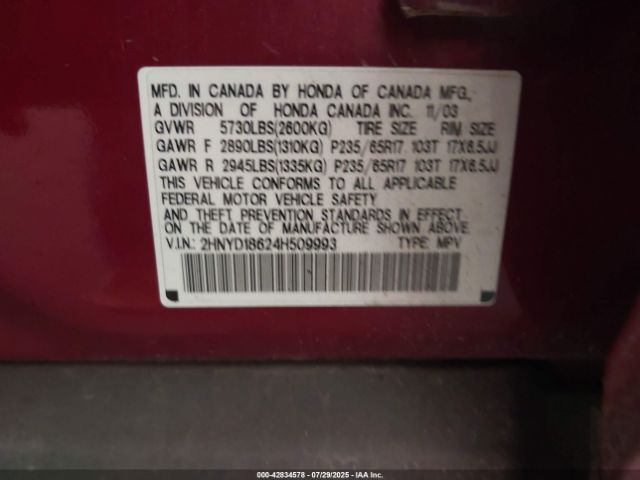 MFD. IN CANADA BY HONDA OF CANADA MFG.,
A DIVISION OF HONDA CANADA INC. 11/03
GVWR 5730LBS(2600KG) TIRE SIZE RIM SIZE
GAWR F 2890LBS(1310KG) P235/65R17 103T 17X6.5JJ
GAWR R 2945LBS(1335KG) P235/65R17 103T 17X6.5JJ
THIS VEHICLE CONFORMS TO ALL APPLICABLE
FEDERAL MOTOR VEHICLE SAFETY
AND THEFT PREVENTION STANDARDS IN EFFECT
ON THE DATE OF MANUFACTURE SHOWN ABOVE.
V.I.N.: 2HNYD18624H509993 TYPE: MPV
000-42834578 | 07/29/2025 | IAA, Inc.